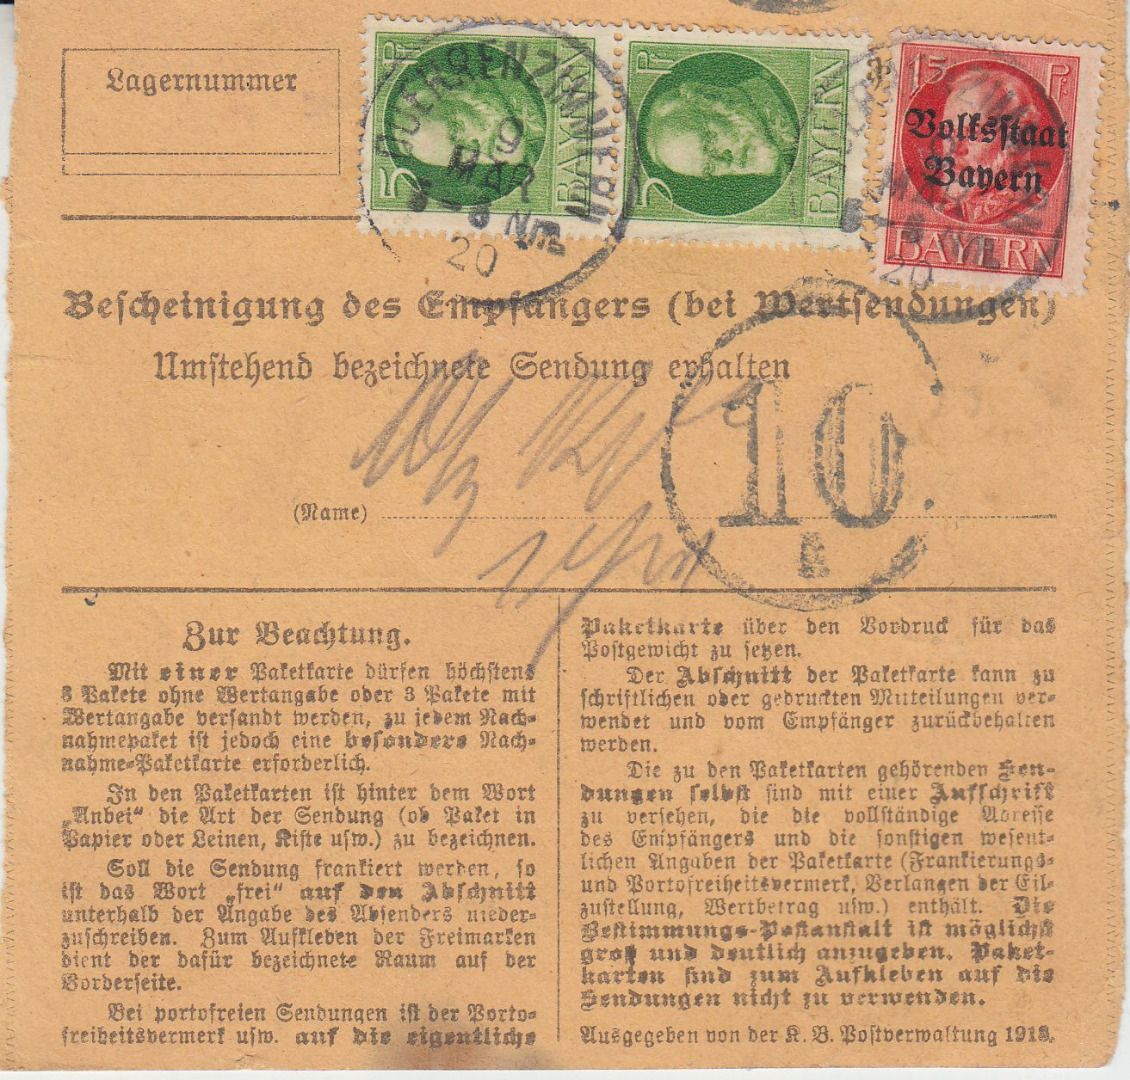 Lagernummer
5 Pf BAYERN
5 Pf BAYERN
15 Pf
Volksstaat
Bayern
BAYERN
9
MAR
Nm.
20
Bescheinigung des Empfängers (bei Wertsendungen)
Umstehend bezeichnete Sendung erhalten
10
(Name)
Zur Beachtung.
Mit einer Paketkarte dürfen höchstens
3 Pakete ohne Wertangabe oder 3 Pakete mit
Wertangabe versandt werden, zu jedem Nach-
nahmepaket ist jedoch eine besondere Nach-
nahme-Paketkarte erforderlich.
In den Paketkarten ist hinter dem Wort
„Anbei“ die Art der Sendung (ob Paket in
Papier oder Leinen, Kiste usw.) zu bezeichnen.
Soll die Sendung frankiert werden, so
ist das Wort „frei“ auf den Abschnitt
unterhalb der Angabe des Absenders nieder-
zuschreiben. Zum Aufkleben der Freimarken
dient der dafür bezeichnete Raum auf der
Vorderseite.
Bei portofreien Sendungen ist der Porto-
freiheitsvermerk usw. auf die eigentliche
Paketkarte über den Vordruck für das
Postgewicht zu setzen.
Der Abschnitt der Paketkarte kann zu
schriftlichen oder gedruckten Mitteilungen ver-
wendet und vom Empfänger zurückbehalten
werden.
Die zu den Paketkarten gehörenden Sen-
dungen selbst sind mit einer Aufschrift
zu versehen, die die vollständige Adresse
des Empfängers und die sonstigen wesent-
lichen Angaben der Paketkarte (Frankierungs-
und Portofreiheitsvermerk, Verlangen der Eil-
zustellung, Wertbetrag usw.) enthält. Die
Bestimmungs-Postanstalt ist möglichst
groß und deutlich anzugeben. Paket-
karten sind zum Aufkleben auf die
Sendungen nicht zu verwenden.
Ausgegeben von der K. B. Postverwaltung 1918.